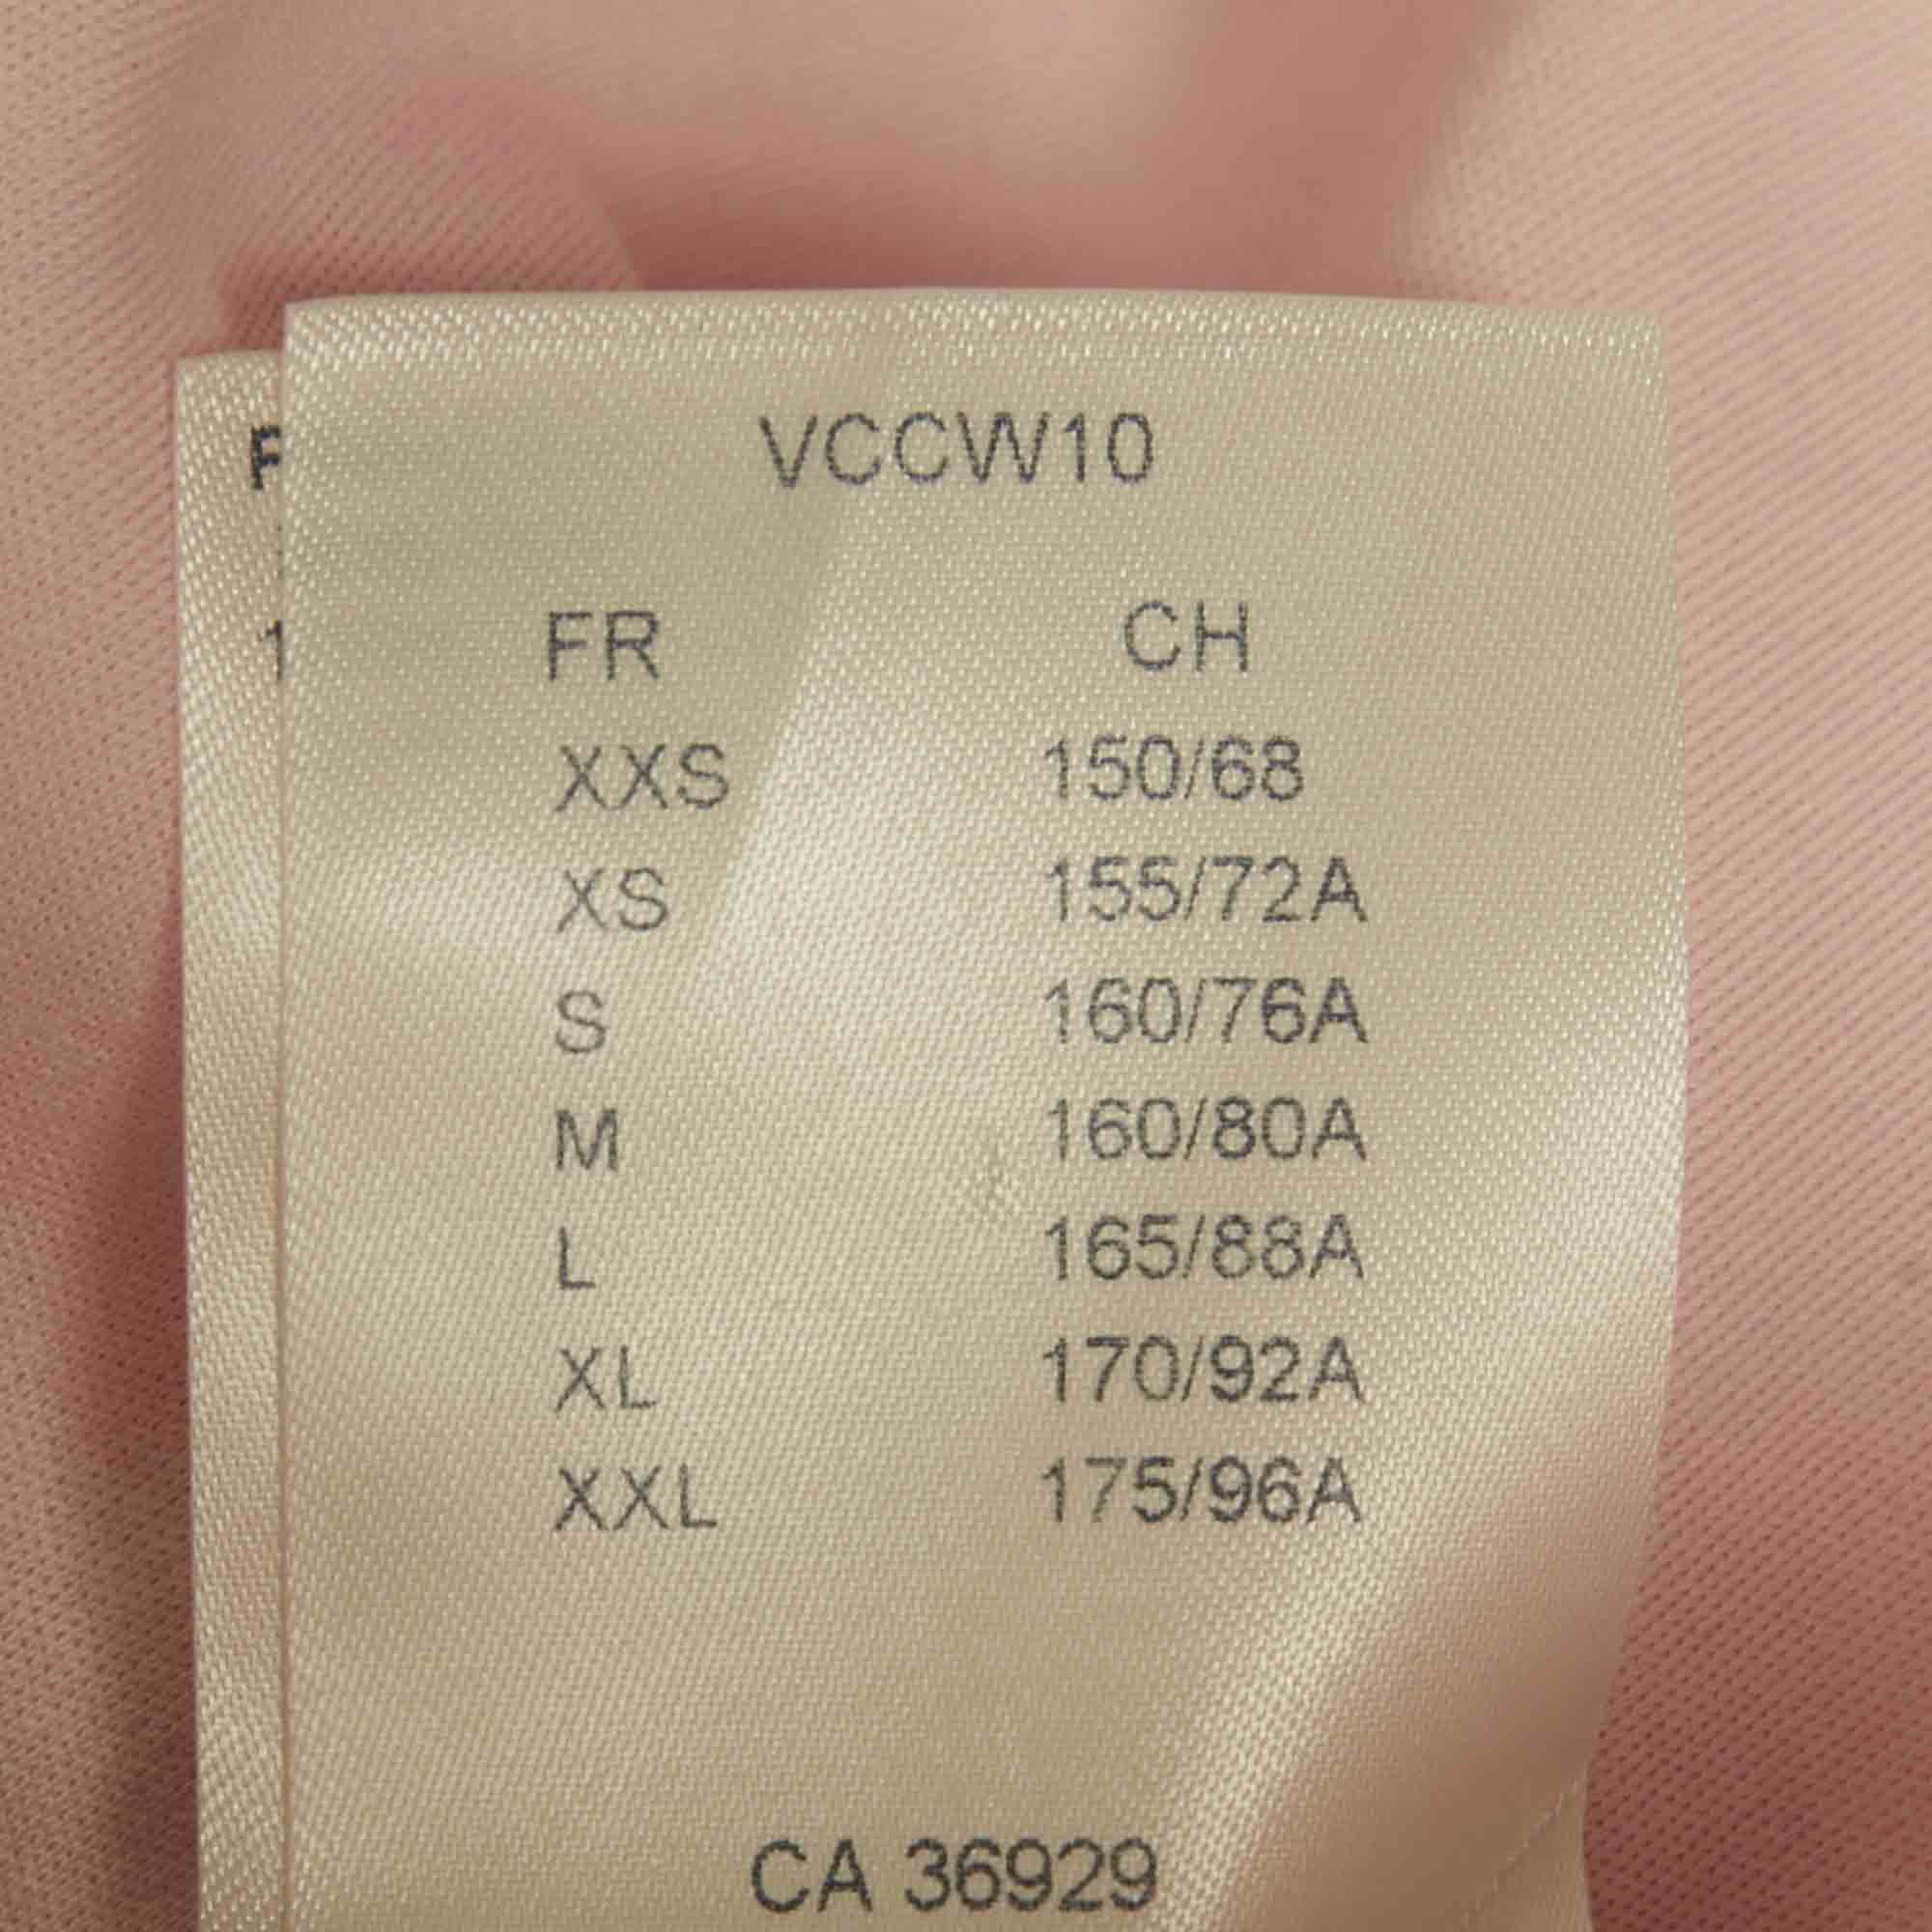 VCCW10
FR CH
XXS 150/68
XS 155/72A
S 160/76A
M 160/80A
L 165/88A
XL 170/92A
XXL 175/96A
CA 36929